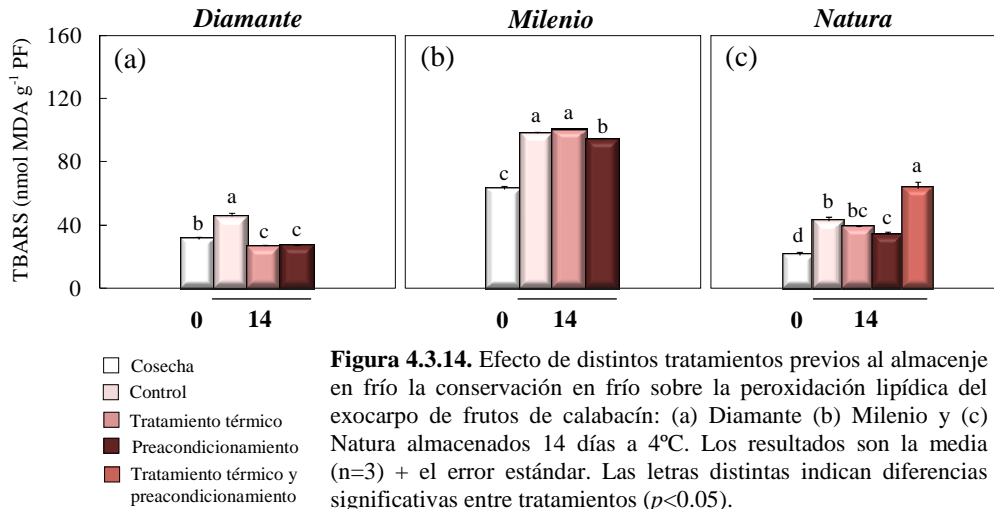 Diamante
Milenio
Natura
TBARS (nmol MDA g-1 PF)
160
120
80
40
0
(a)
b
a
c
c
0
14
(b)
c
a
a
b
0
14
(c)
d
b
bc
c
a
0
14
Cosecha
Control
Tratamiento térmico
Preacondicionamiento
Tratamiento térmico y
preacondicionamiento
Figura 4.3.14. Efecto de distintos tratamientos previos al almacenje
en frío la conservación en frío sobre la peroxidación lipídica del
exocarpo de frutos de calabacín: (a) Diamante (b) Milenio y (c)
Natura almacenados 14 días a 4ºC. Los resultados son la media
(n=3) + el error estándar. Las letras distintas indican diferencias
significativas entre tratamientos (p<0.05).